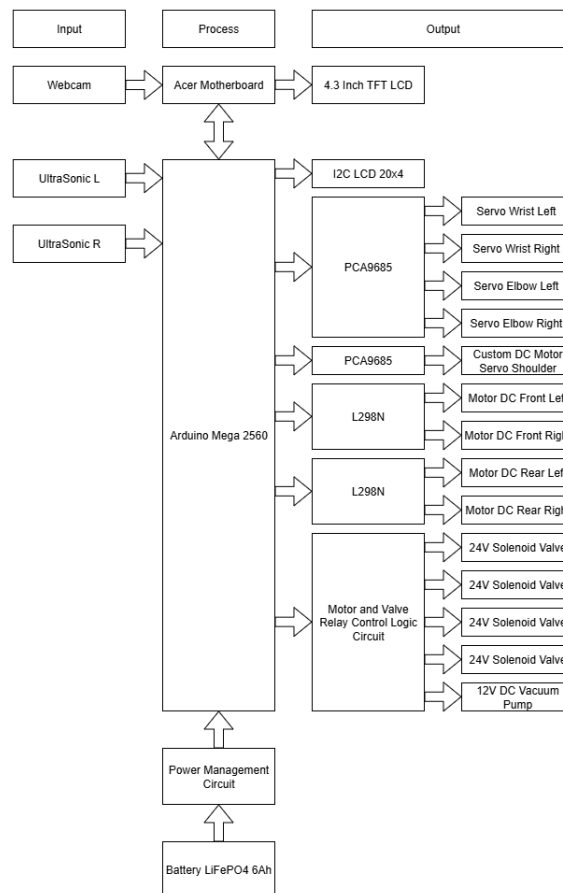 Input
Process
Output
Webcam
Acer Motherboard
4.3 Inch TFT LCD
UltraSonic L
I2C LCD 20x4
UltraSonic R
PCA9685
Servo Wrist Left
Servo Wrist Right
Servo Elbow Left
Servo Elbow Right
PCA9685
Custom DC Motor
Servo Shoulder
Arduino Mega 2560
L298N
Motor DC Front Left
Motor DC Front Right
L298N
Motor DC Rear Left
Motor DC Rear Right
Motor and Valve
Relay Control Logic
Circuit
24V Solenoid Valve
24V Solenoid Valve
24V Solenoid Valve
24V Solenoid Valve
12V DC Vacuum
Pump
Power Management
Circuit
Battery LiFePO4 6Ah